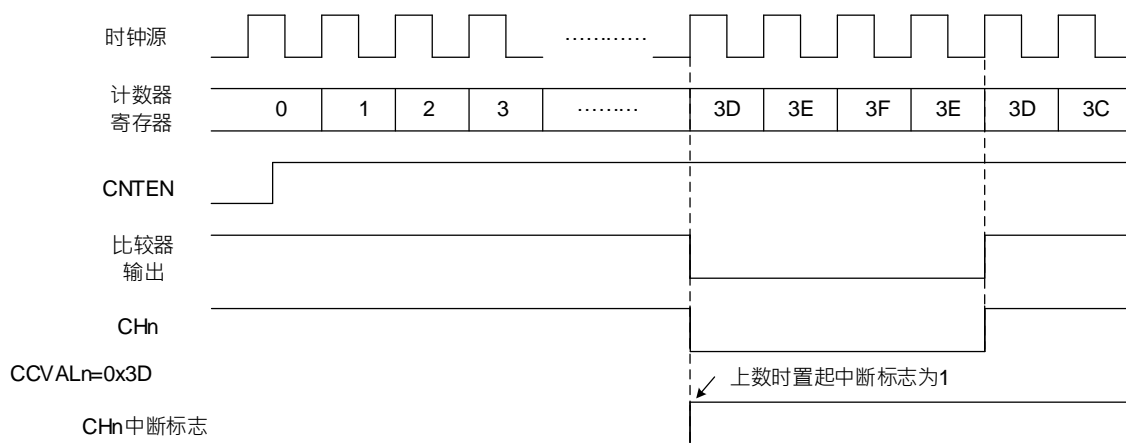 时钟源
…………
计数器
寄存器
0 1 2 3 ……… 3D 3E 3F 3E 3D 3C
CNTEN
比较器
输出
CHn
CCVALn=0x3D
上数时置起中断标志为1
CHn中断标志